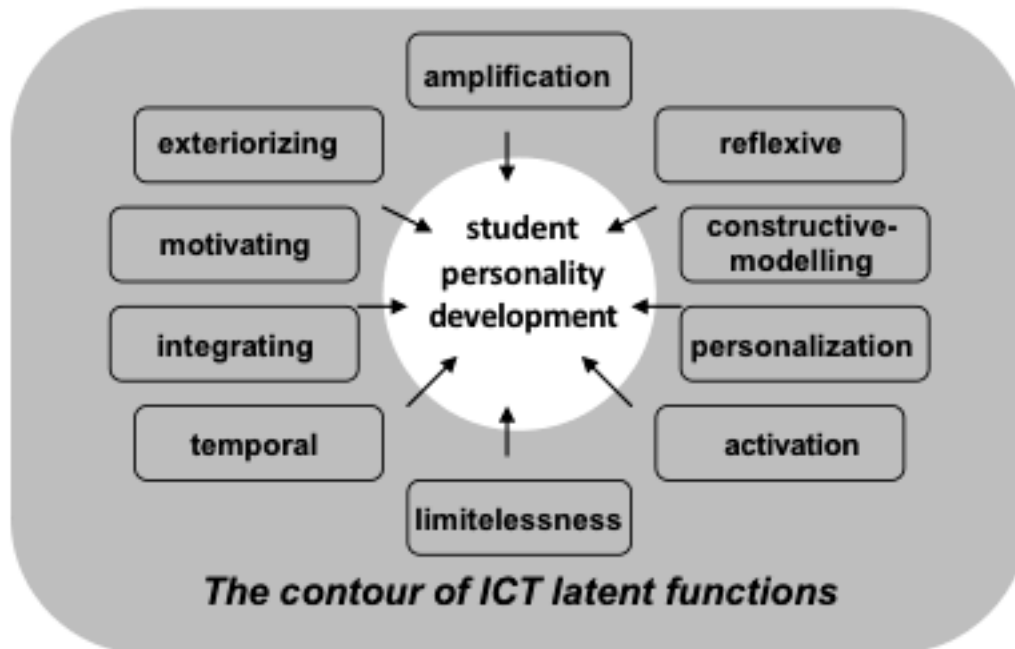 amplification
exteriorizing
reflexive
motivating
constructive-
modelling
student
personality
development
integrating
personalization
temporal
activation
limitelessness
The contour of ICT latent functions